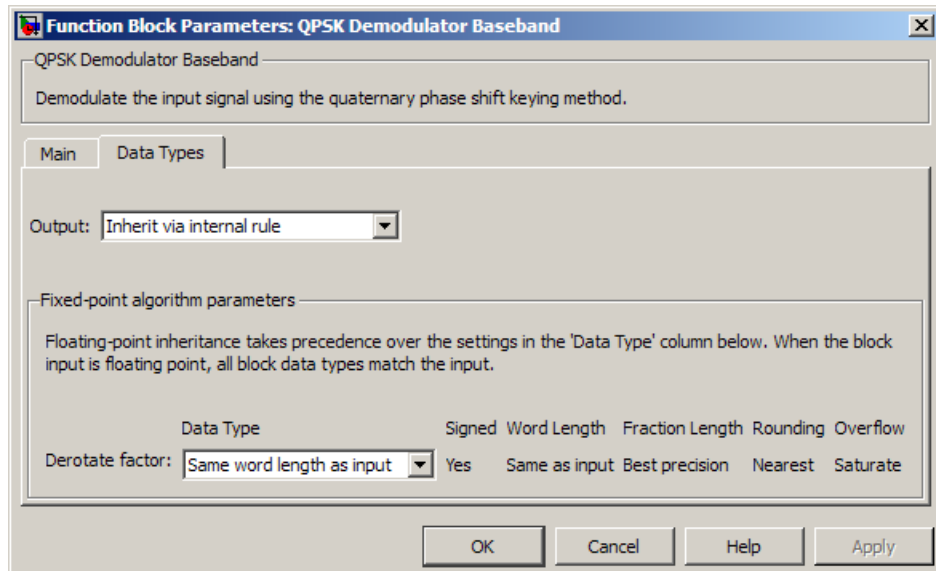 Function Block Parameters: QPSK Demodulator Baseband
QPSK Demodulator Baseband
Demodulate the input signal using the quaternary phase shift keying method.
Main Data Types
Output: Inherit via internal rule
Fixed-point algorithm parameters
Floating-point inheritance takes precedence over the settings in the 'Data Type' column below. When the block
input is floating point, all block data types match the input.
Data Type Signed Word Length Fraction Length Rounding Overflow
Derotate factor: Same word length as input Yes Same as input Best precision Nearest Saturate
OK Cancel Help Apply